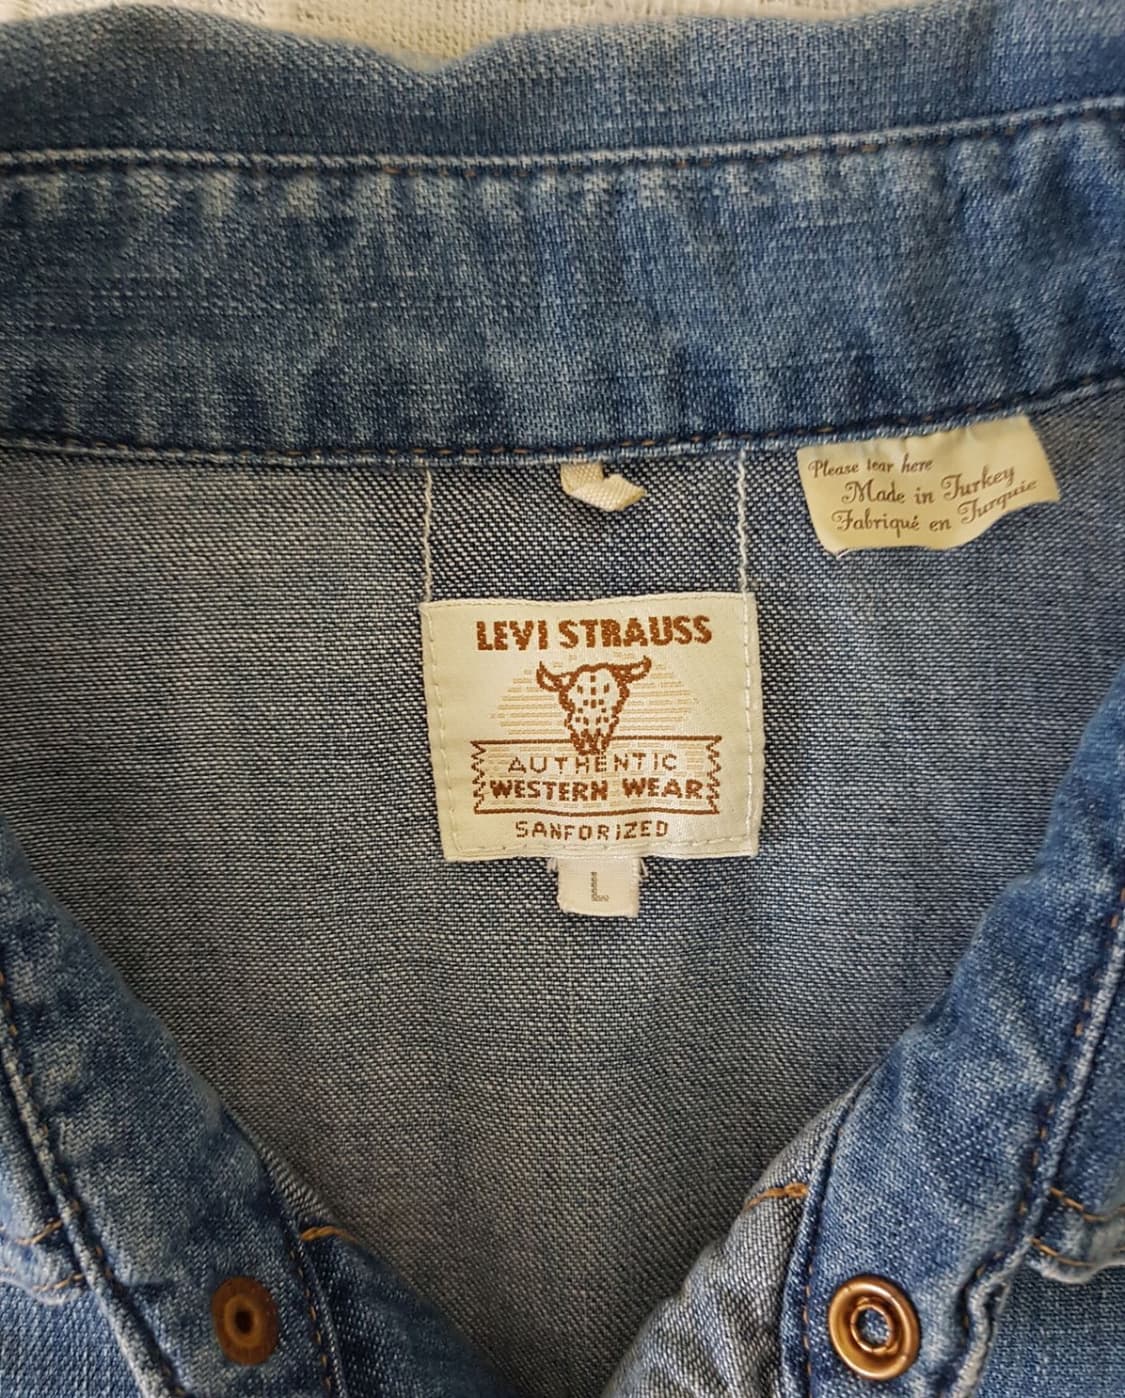 Please tear here
Made in Turkey
Fabriqué en Turquie
LEVI STRAUSS
AUTHENTIC
WESTERN WEAR
SANFORIZED
L